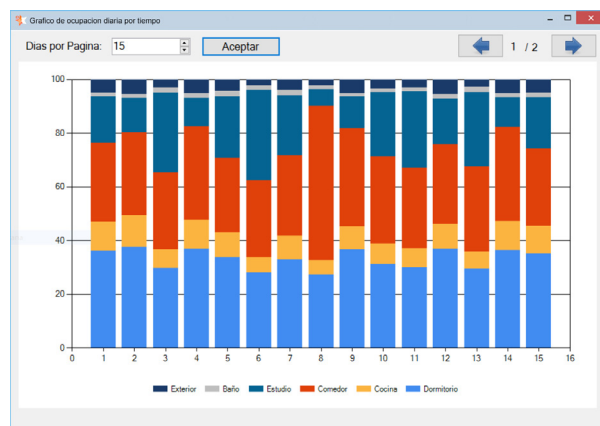 Grafico de ocupacion diaria por tiempo
Dias por Pagina: 15 Aceptar 1 / 2
100
80
60
40
20
0
0 1 2 3 4 5 6 7 8 9 10 11 12 13 14 15 16
Exterior Baño Estudio Comedor Cocina Dormitorio